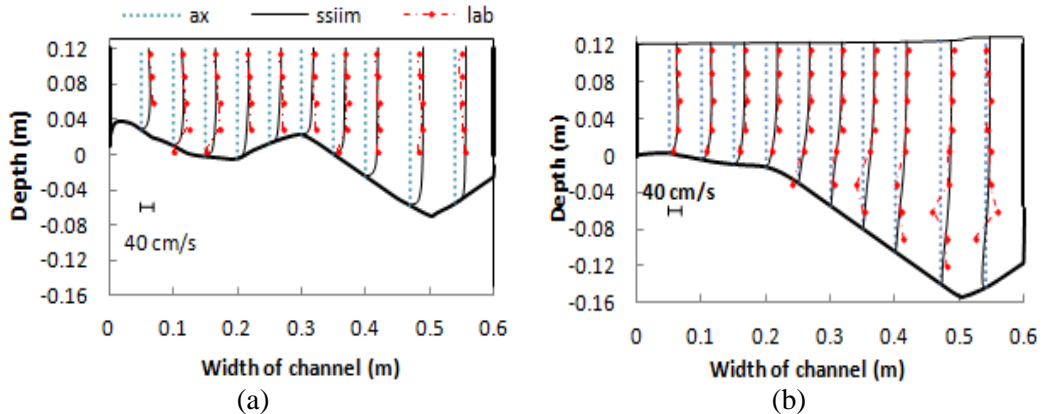 ax ssiim lab
0.12
0.08
0.04
0
-0.04
-0.08
-0.12
-0.16
Depth (m)
40 cm/s
0 0.1 0.2 0.3 0.4 0.5 0.6
Width of channel (m)
(a)
0.12
0.08
0.04
0
-0.04
-0.08
-0.12
-0.16
Depth (m)
40 cm/s
0 0.1 0.2 0.3 0.4 0.5 0.6
Width of channel (m)
(b)